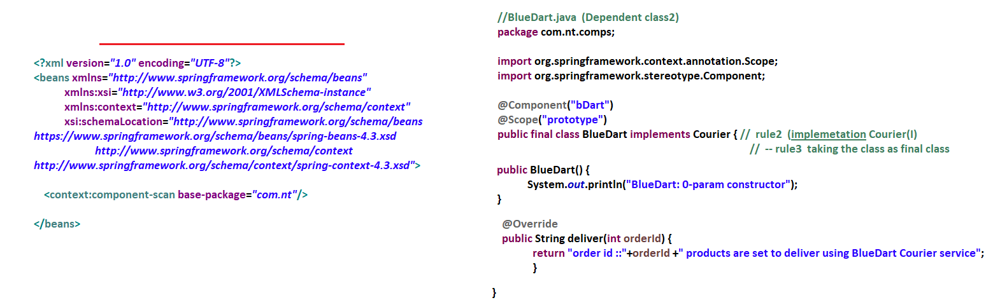 <?xml version="1.0" encoding="UTF-8"?>
<beans xmlns="http://www.springframework.org/schema/beans"
xmlns:xsi="http://www.w3.org/2001/XMLSchema-instance"
xmlns:context="http://www.springframework.org/schema/context"
xsi:schemaLocation="http://www.springframework.org/schema/beans
https://www.springframework.org/schema/beans/spring-beans-4.3.xsd
http://www.springframework.org/schema/context
http://www.springframework.org/schema/context/spring-context-4.3.xsd">
<context:component-scan base-package="com.nt"/>
</beans>
//BlueDart.java (Dependent class2)
package com.nt.comps;
import org.springframework.context.annotation.Scope;
import org.springframework.stereotype.Component;
@Component("bDart")
@Scope("prototype")
public final class BlueDart implements Courier { // rule2 (implemetation Courier(I)
// -- rule3 taking the class as final class
public BlueDart() {
System.out.println("BlueDart: 0-param constructor");
}
@Override
public String deliver(int orderId) {
return "order id ::"+orderId +" products are set to deliver using BlueDart Courier service";
}
}